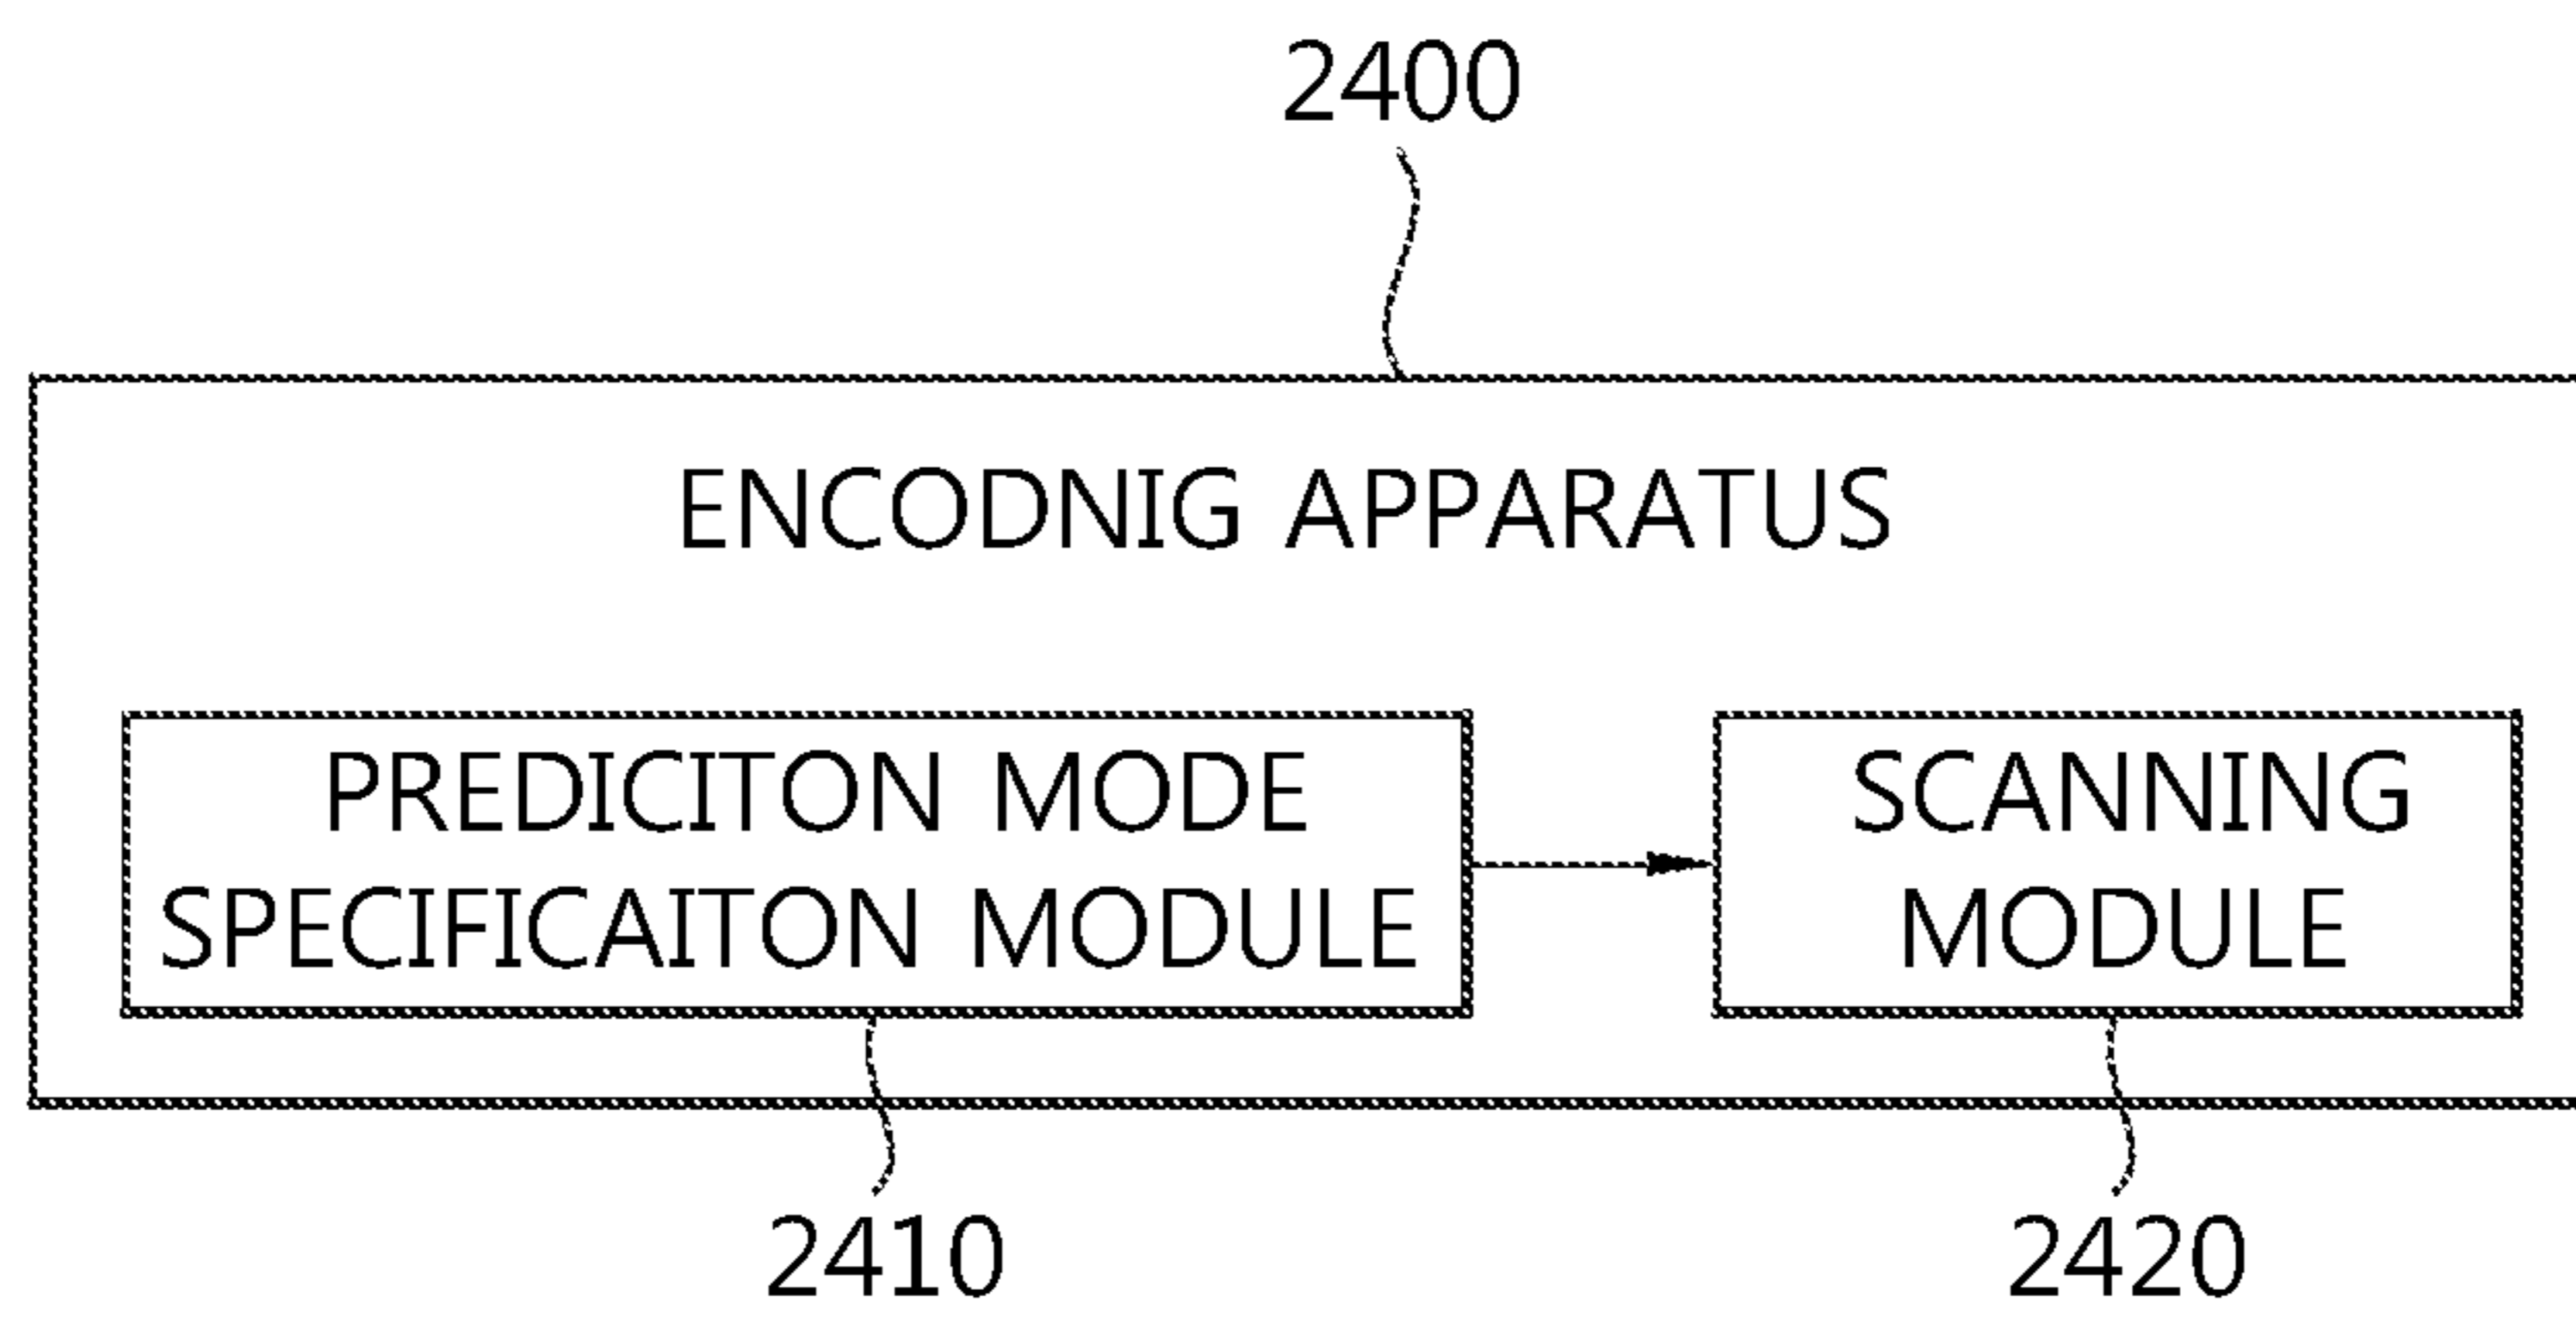 2400
ENCODNIG APPARATUS
PREDICITON MODE
SPECIFICAITON MODULE
SCANNING
MODULE
2410
2420